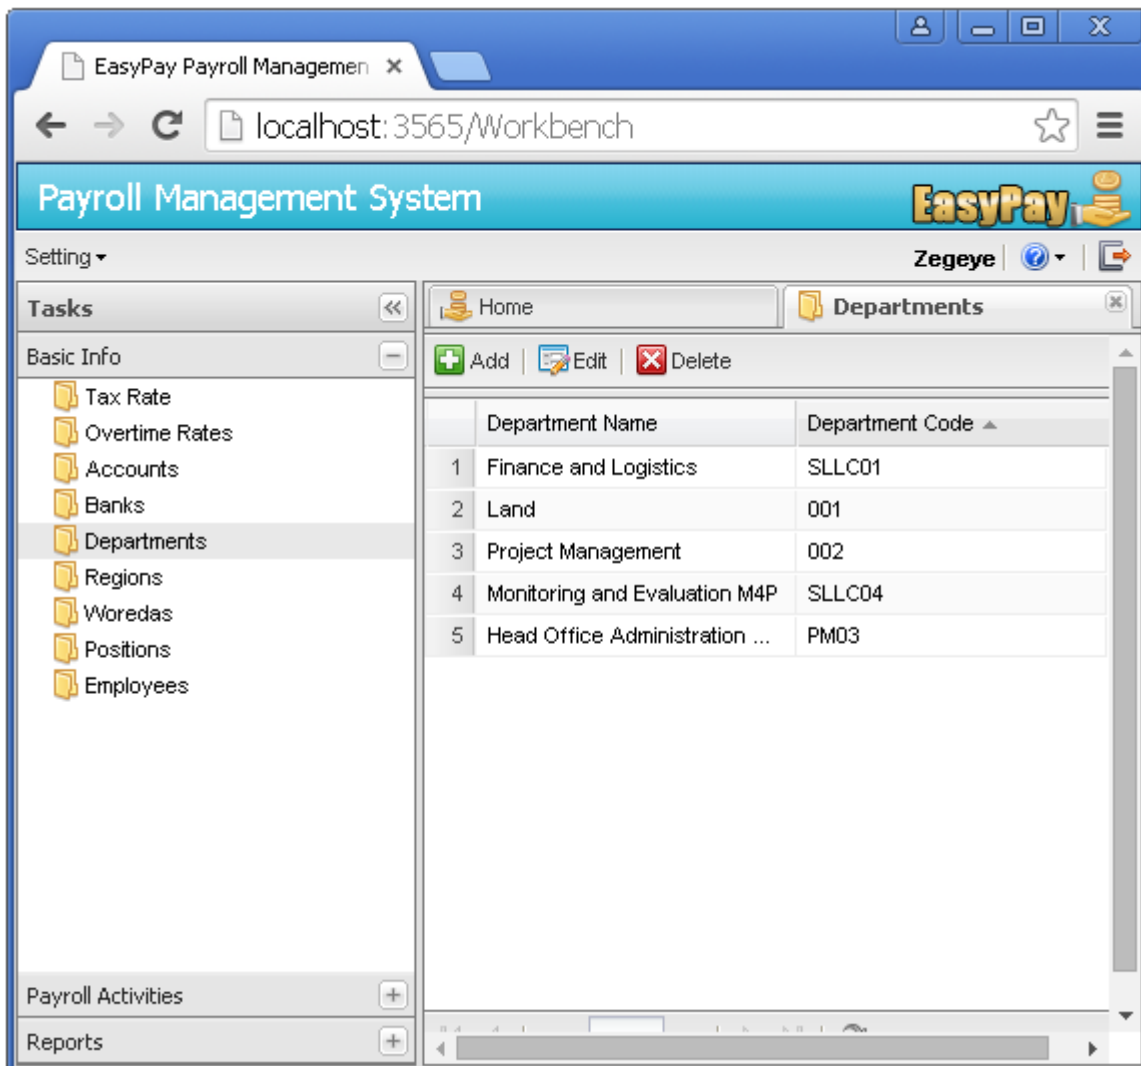 EasyPay Payroll Managemen
localhost:3565/Workbench
Payroll Management System
EasyPay
Setting
Zegeye
Tasks
Home
Departments
Basic Info
Add
Edit
Delete
Tax Rate
Overtime Rates
Accounts
Banks
Departments
Regions
Woredas
Positions
Employees
Department Name Department Code
1 Finance and Logistics SLLC01
2 Land 001
3 Project Management 002
4 Monitoring and Evaluation M4P SLLC04
5 Head Office Administration ... PM03
Payroll Activities
Reports